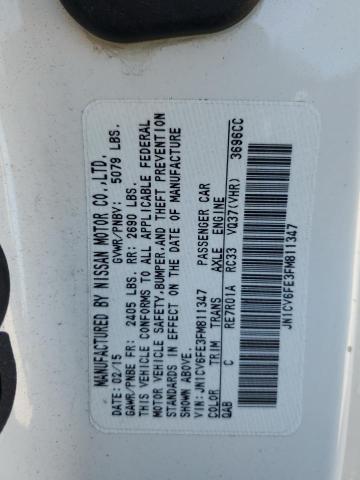 MANUFACTURED BY NISSAN MOTOR CO.,LTD.
DATE: 02/15 GVWR/PNBV: 5079 LBS.
GAWR/PNBE FR: 2405 LBS. RR: 2690 LBS.
THIS VEHICLE CONFORMS TO ALL APPLICABLE FEDERAL
MOTOR VEHICLE SAFETY, BUMPER,AND THEFT PREVENTION
STANDARDS IN EFFECT ON THE DATE OF MANUFACTURE
SHOWN ABOVE.
VIN: JN1CV6FE3FM811347 PASSENGER CAR
COLOR TRIM TRANS AXLE ENGINE
QAB C RE7R01A RC33 VQ37(VHR) 3696CC
JN1CV6FE3FM811347